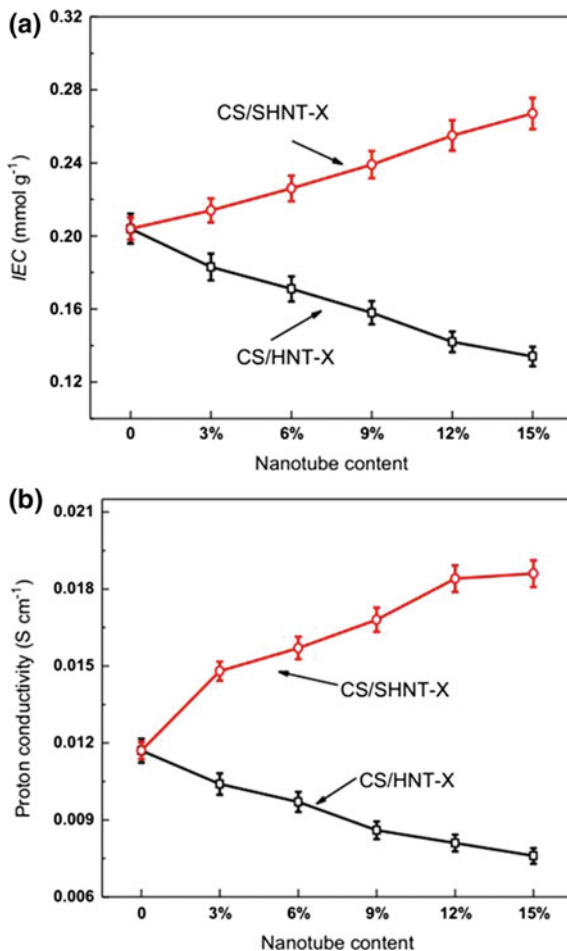 (a)
0.32
0.28
0.24
0.20
0.16
0.12
IEC (mmol g⁻¹)
CS/SHNT-X
CS/HNT-X
0 3% 6% 9% 12% 15%
Nanotube content
(b)
0.021
0.018
0.015
0.012
0.009
0.006
Proton conductivity (S cm⁻¹)
CS/SHNT-X
CS/HNT-X
0 3% 6% 9% 12% 15%
Nanotube content